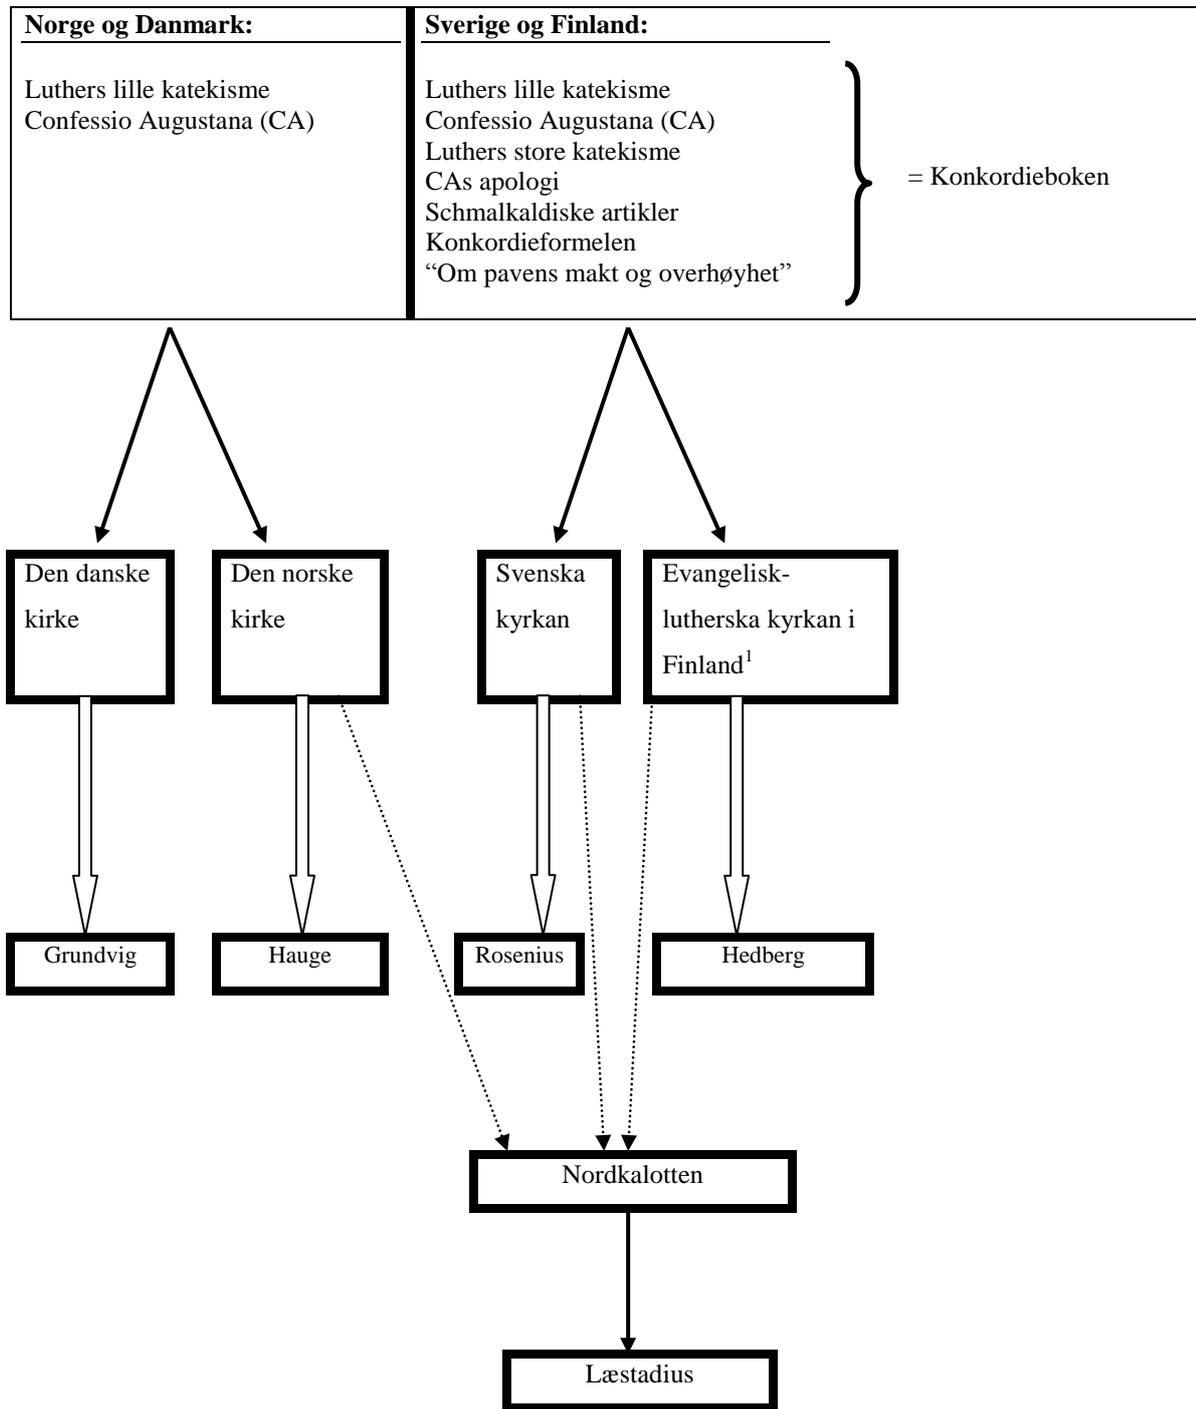 Norge og Danmark:
Luthers lille katekisme
Confessio Augustana (CA)
Sverige og Finland:
Luthers lille katekisme
Confessio Augustana (CA)
Luthers store katekisme
CAs apologi
Schmalkaldiske artikler
Konkordieformelen
“Om pavens makt og overhøyhet”
= Konkordieboken
Den danske
kirke
Den norske
kirke
Svenska
kyrkan
Evangelisk-
lutherska kyrkan i
Finland¹
Grundvig
Hauge
Rosenius
Hedberg
Nordkalotten
Læstadius